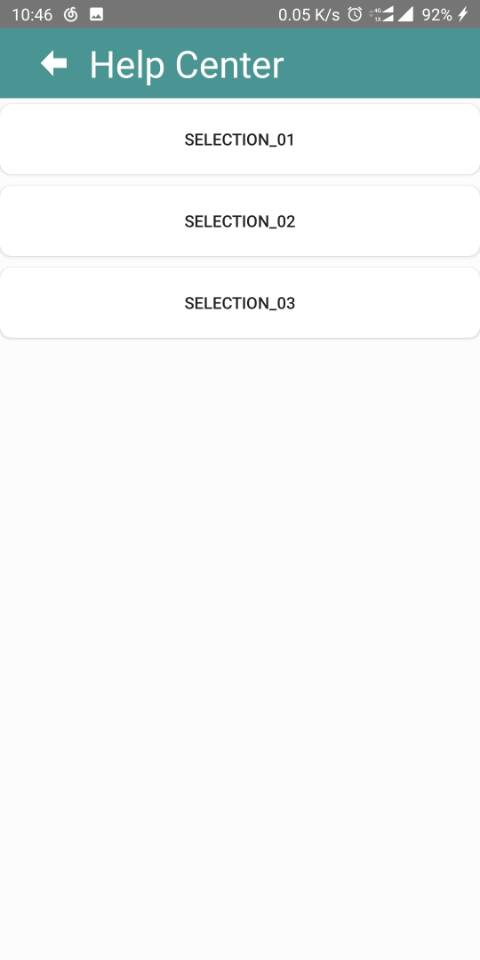 10:46 0.05 K/s 92%
Help Center
SELECTION_01
SELECTION_02
SELECTION_03